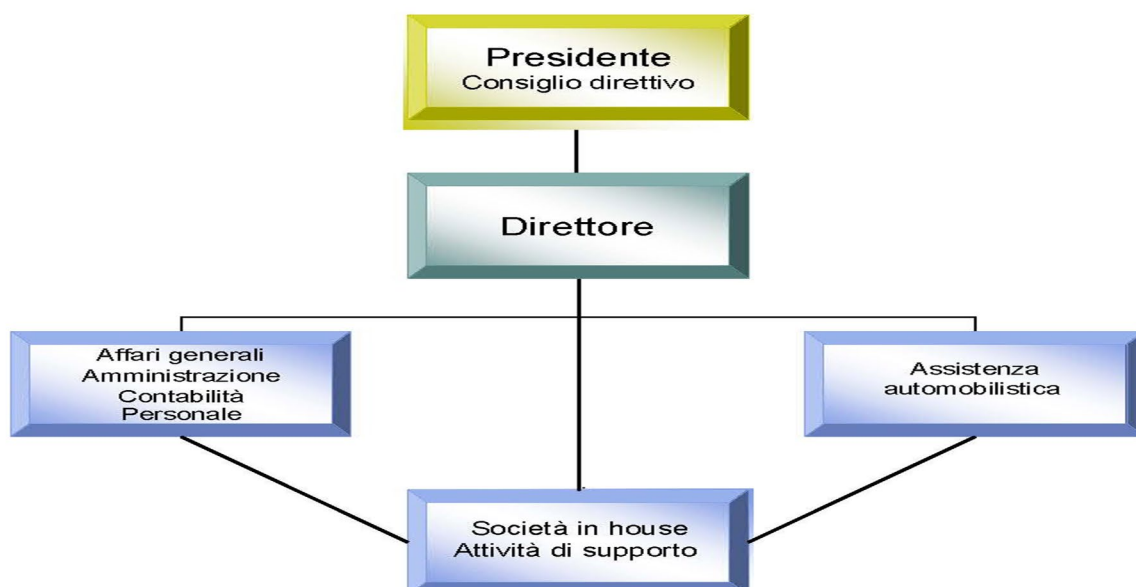 Presidente
Consiglio direttivo
Direttore
Affari generali
Amministrazione
Contabilità
Personale
Assistenza
automobilistica
Società in house
Attività di supporto